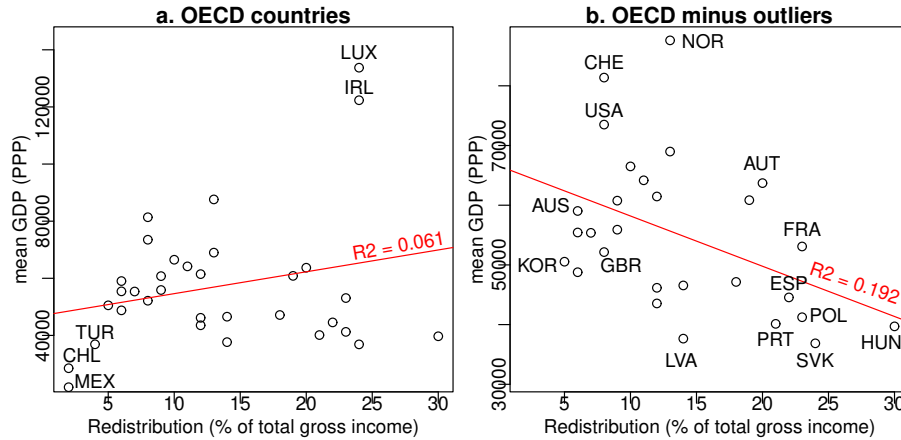 a. OECD countries
mean GDP (PPP)
40000
80000
120000
LUX
IRL
R2 = 0.061
TUR
CHL
MEX
5
10
15
20
25
30
Redistribution (% of total gross income)
b. OECD minus outliers
mean GDP (PPP)
30000
50000
70000
NOR
CHE
USA
AUT
AUS
FRA
KOR
GBR
R2 = 0.192
ESP
POL
PRT
HUN
LVA
SVK
5
10
15
20
25
30
Redistribution (% of total gross income)